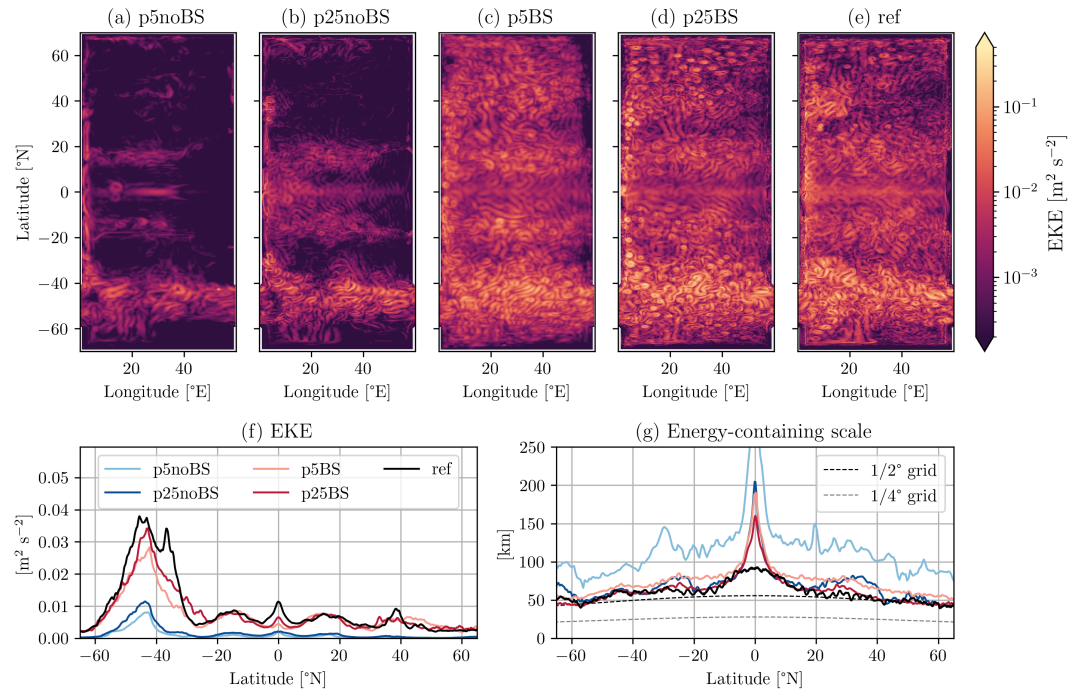 (a) p5noBS (b) p25noBS (c) p5BS (d) p25BS (e) ref
60
40
20
0
−20
−40
−60
Latitude [°N]
20 40 20 40 20 40 20 40 20 40
Longitude [°E] Longitude [°E] Longitude [°E] Longitude [°E] Longitude [°E]
10⁻¹
10⁻²
10⁻³
EKE [m² s⁻²]
(f) EKE
p5noBS p5BS ref
p25noBS p25BS
0.05
0.04
0.03
0.02
0.01
0.00
[m² s⁻²]
−60 −40 −20 0 20 40 60
Latitude [°N]
(g) Energy-containing scale
1/2° grid
1/4° grid
250
200
150
100
50
0
[km]
−60 −40 −20 0 20 40 60
Latitude [°N]